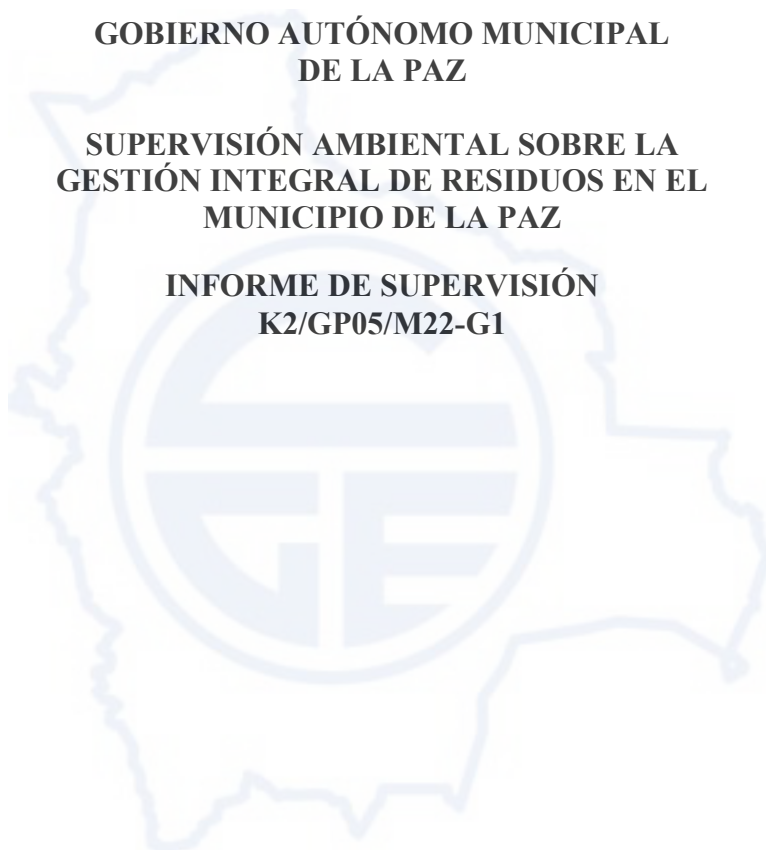 GOBIERNO AUTÓNOMO MUNICIPAL
DE LA PAZ
SUPERVISIÓN AMBIENTAL SOBRE LA
GESTIÓN INTEGRAL DE RESIDUOS EN EL
MUNICIPIO DE LA PAZ
INFORME DE SUPERVISIÓN
K2/GP05/M22-G1
CGE